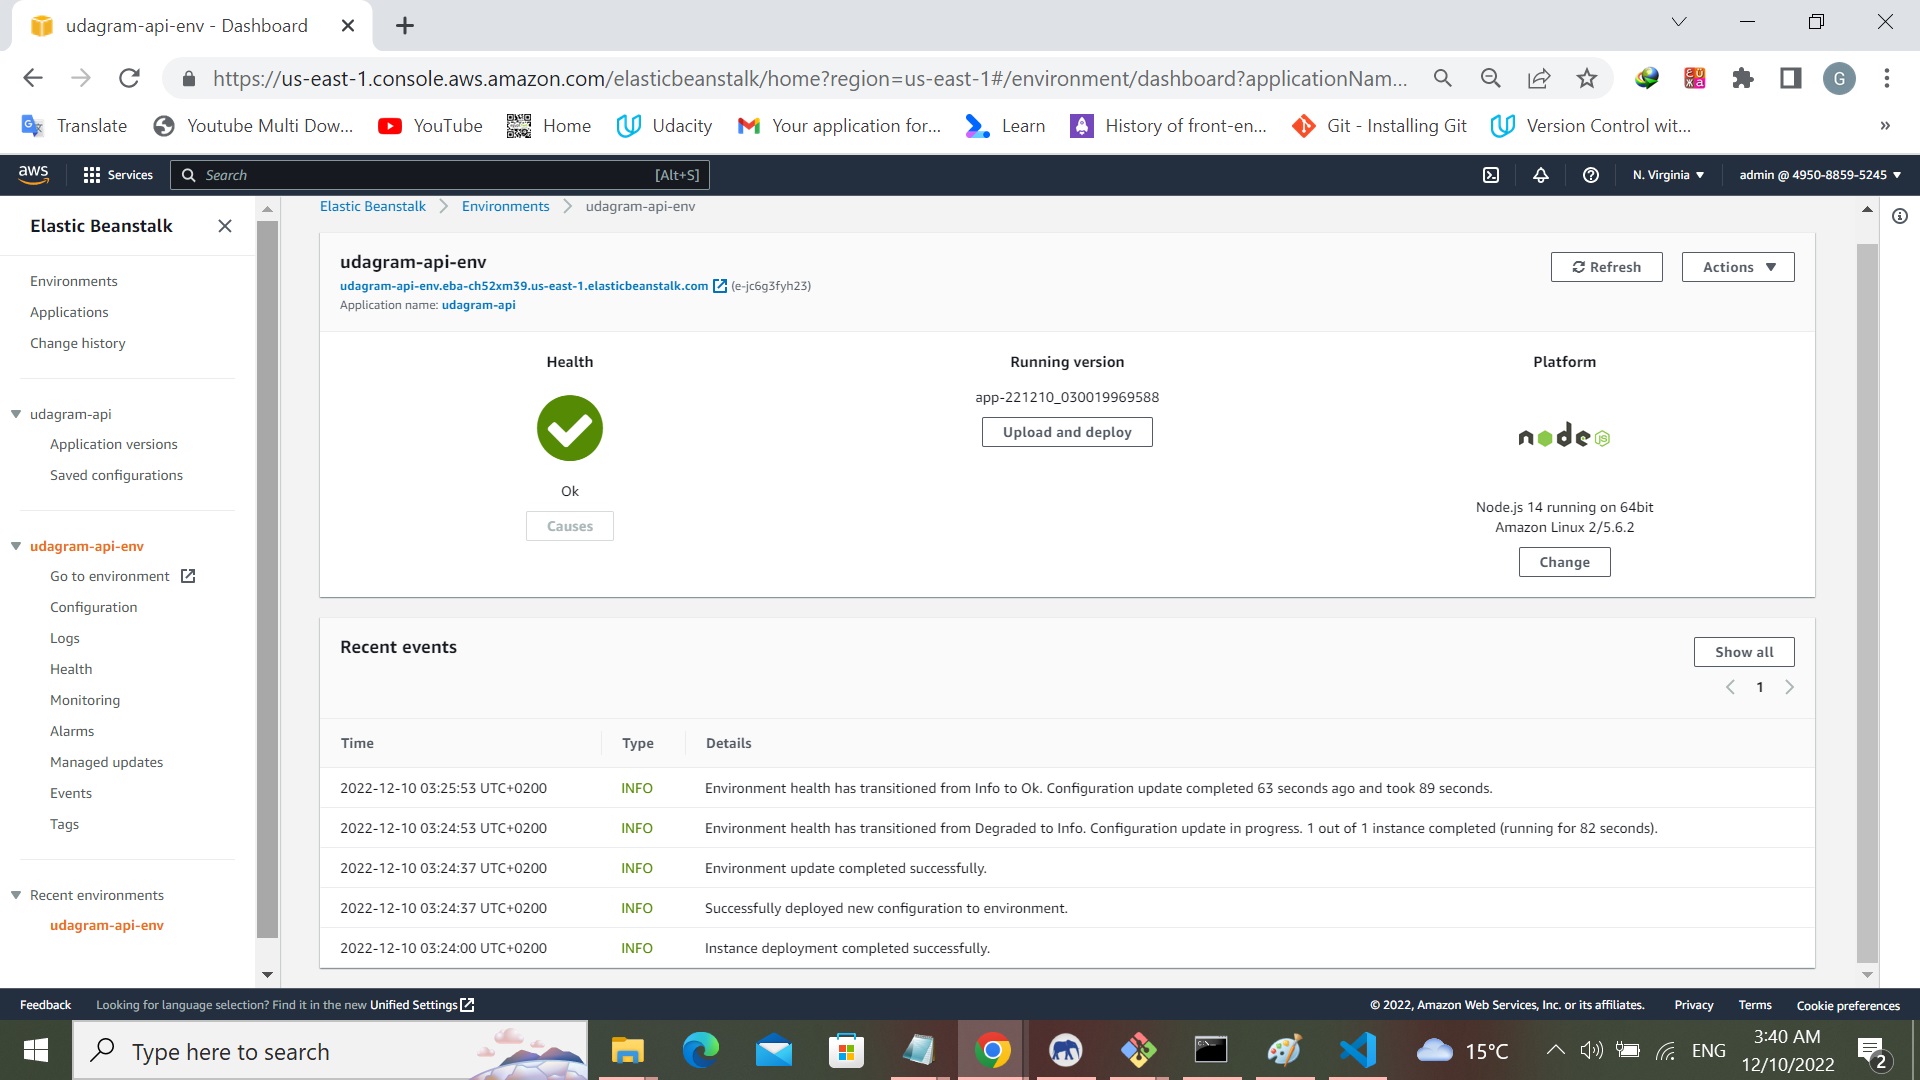 udagram-api-env - Dashboard
https://us-east-1.console.aws.amazon.com/elasticbeanstalk/home?region=us-east-1#/environment/dashboard?applicationNam...
G
Translate
Youtube Multi Dow...
YouTube
Home
Udacity
Your application for...
Learn
History of front-en...
Git - Installing Git
Version Control wit...
»
aws
Services
Search
[Alt+S]
N. Virginia
admin @ 4950-8859-5245
Elastic Beanstalk
Environments
Applications
Change history
udagram-api
Application versions
Saved configurations
udagram-api-env
Go to environment
Configuration
Logs
Health
Monitoring
Alarms
Managed updates
Events
Tags
Recent environments
udagram-api-env
Elastic Beanstalk
Environments
udagram-api-env
udagram-api-env
udagram-api-env.eba-ch52xm39.us-east-1.elasticbeanstalk.com (e-jc6g3fyh23)
Application name: udagram-api
Refresh
Actions
Health
Ok
Causes
Running version
app-221210_030019969588
Upload and deploy
Platform
node JS
Node.js 14 running on 64bit
Amazon Linux 2/5.6.2
Change
Recent events
Show all
1
Time Type Details
2022-12-10 03:25:53 UTC+0200 INFO Environment health has transitioned from Info to Ok. Configuration update completed 63 seconds ago and took 89 seconds.
2022-12-10 03:24:53 UTC+0200 INFO Environment health has transitioned from Degraded to Info. Configuration update in progress. 1 out of 1 instance completed (running for 82 seconds).
2022-12-10 03:24:37 UTC+0200 INFO Environment update completed successfully.
2022-12-10 03:24:37 UTC+0200 INFO Successfully deployed new configuration to environment.
2022-12-10 03:24:00 UTC+0200 INFO Instance deployment completed successfully.
Feedback
Looking for language selection? Find it in the new Unified Settings
© 2022, Amazon Web Services, Inc. or its affiliates.
Privacy
Terms
Cookie preferences
Type here to search
15°C
ENG
3:40 AM
12/10/2022
2